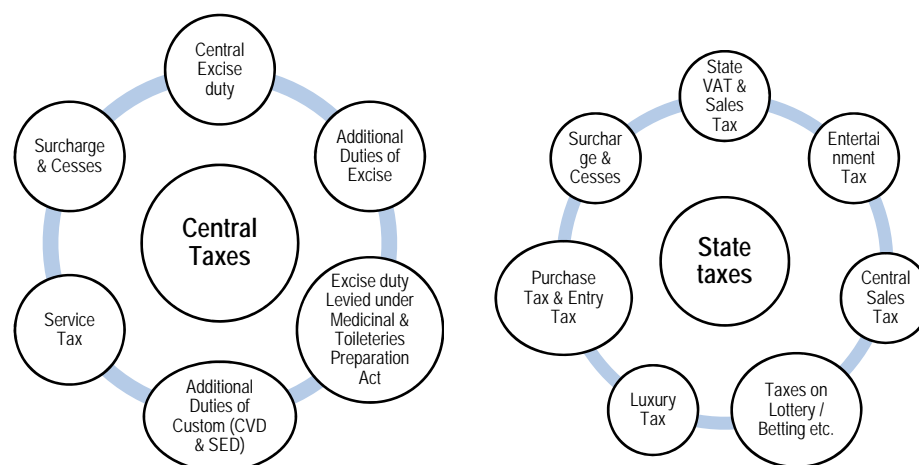 Central
Excise
duty
Additional
Duties of
Excise
Excise duty
Levied under
Medicinal &
Toileteries
Preparation
Act
Additional
Duties of
Custom (CVD
& SED)
Service
Tax
Surcharge
& Cesses
Central
Taxes
State
VAT &
Sales
Tax
Entertai
nment
Tax
Central
Sales
Tax
Taxes on
Lottery /
Betting etc.
Luxury
Tax
Purchase
Tax & Entry
Tax
Surchar
ge &
Cesses
State
taxes